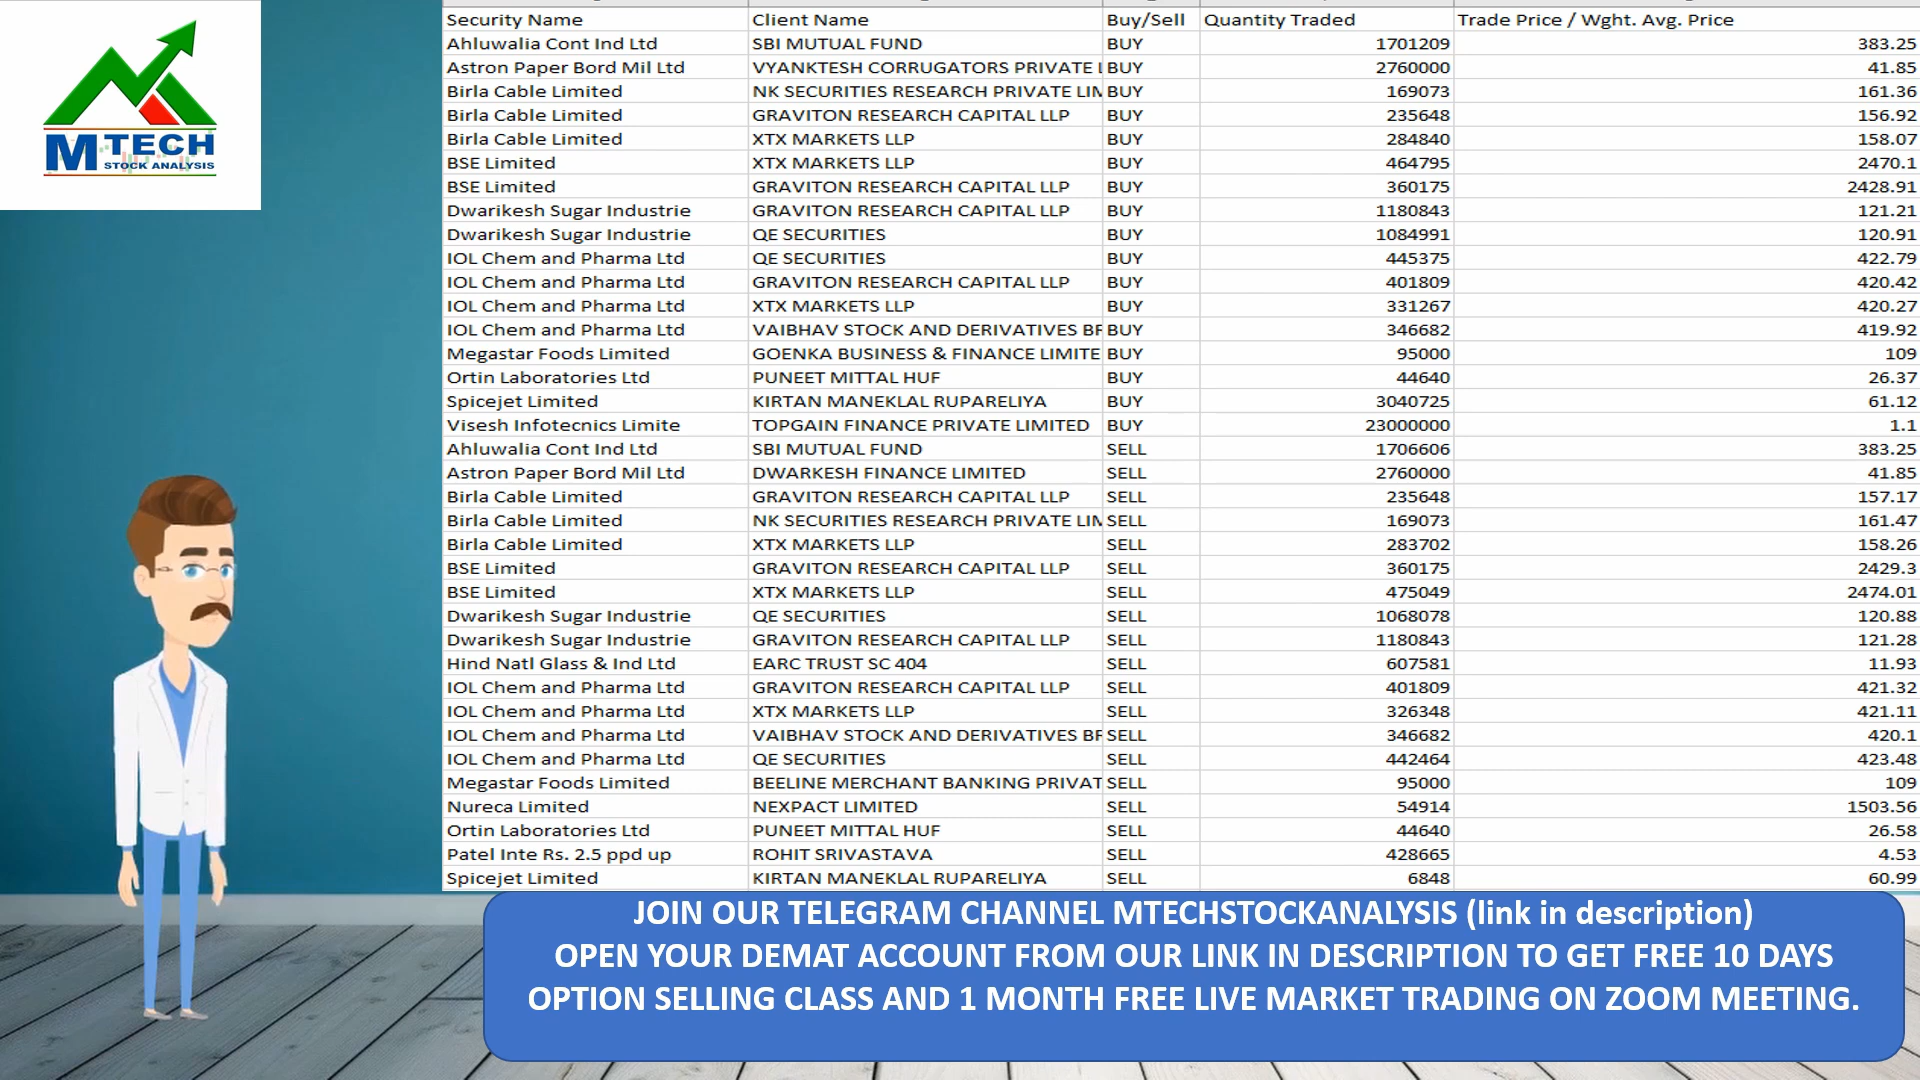 MTECH
STOCK ANALYSIS
Security Name Client Name Buy/Sell Quantity Traded Trade Price / Wght. Avg. Price
Ahluwalia Cont Ind Ltd SBI MUTUAL FUND BUY 1701209 383.25
Astron Paper Bord Mil Ltd VYANKTESH CORRUGATORS PRIVATE L BUY 2760000 41.85
Birla Cable Limited NK SECURITIES RESEARCH PRIVATE LIM BUY 169073 161.36
Birla Cable Limited GRAVITON RESEARCH CAPITAL LLP BUY 235648 156.92
Birla Cable Limited XTX MARKETS LLP BUY 284840 158.07
BSE Limited XTX MARKETS LLP BUY 464795 2470.1
BSE Limited GRAVITON RESEARCH CAPITAL LLP BUY 360175 2428.91
Dwarikesh Sugar Industrie GRAVITON RESEARCH CAPITAL LLP BUY 1180843 121.21
Dwarikesh Sugar Industrie QE SECURITIES BUY 1084991 120.91
IOL Chem and Pharma Ltd QE SECURITIES BUY 445375 422.79
IOL Chem and Pharma Ltd GRAVITON RESEARCH CAPITAL LLP BUY 401809 420.42
IOL Chem and Pharma Ltd XTX MARKETS LLP BUY 331267 420.27
IOL Chem and Pharma Ltd VAIBHAV STOCK AND DERIVATIVES BR BUY 346682 419.92
Megastar Foods Limited GOENKA BUSINESS & FINANCE LIMITE BUY 95000 109
Ortin Laboratories Ltd PUNEET MITTAL HUF BUY 44640 26.37
Spicejet Limited KIRTAN MANEKLAL RUPARELIYA BUY 3040725 61.12
Visesh Infotecnics Limite TOPGAIN FINANCE PRIVATE LIMITED BUY 23000000 1.1
Ahluwalia Cont Ind Ltd SBI MUTUAL FUND SELL 1706606 383.25
Astron Paper Bord Mil Ltd DWARKESH FINANCE LIMITED SELL 2760000 41.85
Birla Cable Limited GRAVITON RESEARCH CAPITAL LLP SELL 235648 157.17
Birla Cable Limited NK SECURITIES RESEARCH PRIVATE LIM SELL 169073 161.47
Birla Cable Limited XTX MARKETS LLP SELL 283702 158.26
BSE Limited GRAVITON RESEARCH CAPITAL LLP SELL 360175 2429.3
BSE Limited XTX MARKETS LLP SELL 475049 2474.01
Dwarikesh Sugar Industrie QE SECURITIES SELL 1068078 120.88
Dwarikesh Sugar Industrie GRAVITON RESEARCH CAPITAL LLP SELL 1180843 121.28
Hind Natl Glass & Ind Ltd EARC TRUST SC 404 SELL 607581 11.93
IOL Chem and Pharma Ltd GRAVITON RESEARCH CAPITAL LLP SELL 401809 421.32
IOL Chem and Pharma Ltd XTX MARKETS LLP SELL 326348 421.11
IOL Chem and Pharma Ltd VAIBHAV STOCK AND DERIVATIVES BR SELL 346682 420.1
IOL Chem and Pharma Ltd QE SECURITIES SELL 442464 423.48
Megastar Foods Limited BEELINE MERCHANT BANKING PRIVAT SELL 95000 109
Nureca Limited NEXPACT LIMITED SELL 54914 1503.56
Ortin Laboratories Ltd PUNEET MITTAL HUF SELL 44640 26.58
Patel Inte Rs. 2.5 ppd up ROHIT SRIVASTAVA SELL 428665 4.53
Spicejet Limited KIRTAN MANEKLAL RUPARELIYA SELL 6848 60.99
JOIN OUR TELEGRAM CHANNEL MTECHSTOCKANALYSIS (link in description)
OPEN YOUR DEMAT ACCOUNT FROM OUR LINK IN DESCRIPTION TO GET FREE 10 DAYS
OPTION SELLING CLASS AND 1 MONTH FREE LIVE MARKET TRADING ON ZOOM MEETING.